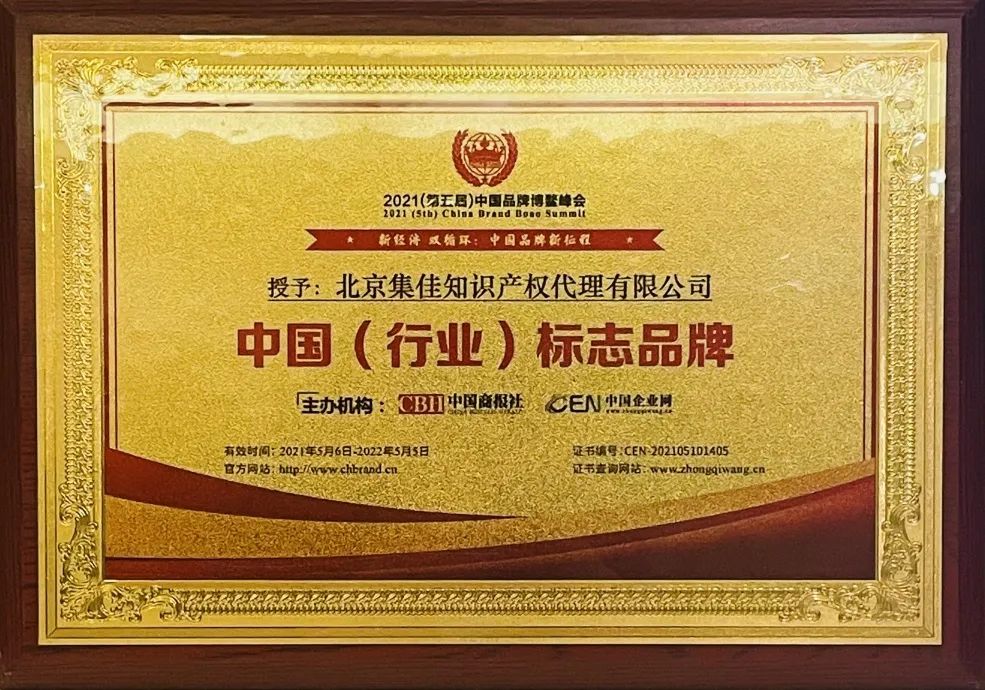 2021(第五届)中国品牌博鳌峰会
2021 (5th) China Brand Boao Summit
新经济 双循环：中国品牌新征程
授予：北京集佳知识产权代理有限公司
中国（行业）标志品牌
主办机构： CBH 中国商报社 CEN 中国企业网
www.zhongqiwang.cn
有效时间：2021年5月6日-2022年5月5日 证书编号：CEN-202105101405
官方网站：http://www.chbrand.cn 证书查询网站：www.zhongqiwang.cn